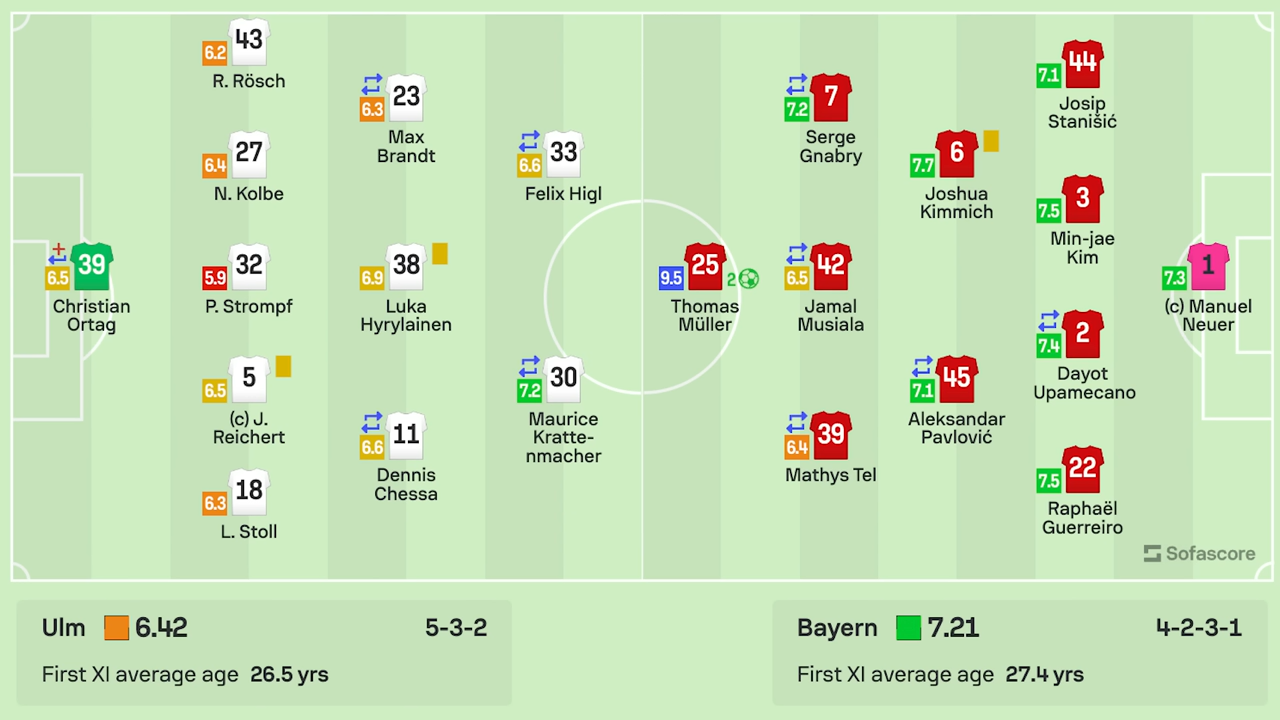 43
6.2
R. Rösch
27
6.4
N. Kolbe
39
6.5
Christian
Ortag
32
5.9
P. Strompf
5
6.5
(c) J.
Reichert
18
6.3
L. Stoll
23
6.3
Max
Brandt
38
6.9
Luka
Hyrylainen
11
6.6
Dennis
Chessa
33
6.6
Felix Higl
30
7.2
Maurice
Kratte-
nmacher
25
9.5
2
Thomas
Müller
7
7.2
Serge
Gnabry
42
6.5
Jamal
Musiala
39
6.4
Mathys Tel
6
7.7
Joshua
Kimmich
45
7.1
Aleksandar
Pavlović
44
7.1
Josip
Stanišić
3
7.5
Min-jae
Kim
2
7.4
Dayot
Upamecano
22
7.5
Raphaël
Guerreiro
1
7.3
(c) Manuel
Neuer
Sofascore
Ulm 6.42 5-3-2
First XI average age 26.5 yrs
Bayern 7.21 4-2-3-1
First XI average age 27.4 yrs